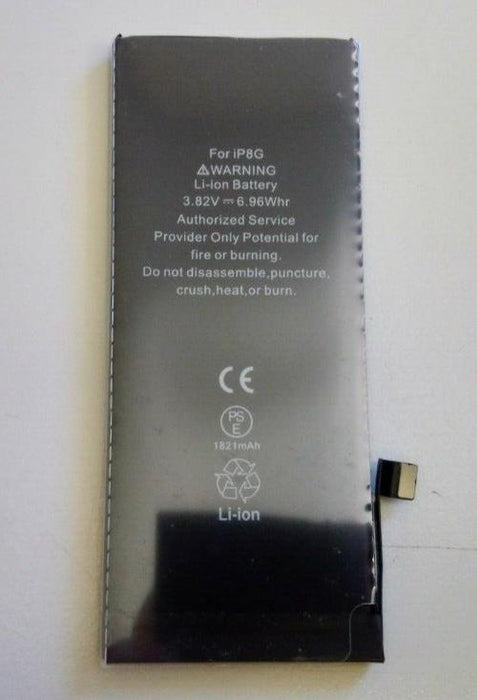 For iP8G
⚠WARNING
Li-ion Battery
3.82V ⎓ 6.96Whr
Authorized Service
Provider Only Potential for
fire or burning.
Do not disassemble,puncture,
crush,heat,or burn.
CE
PS
E
1821mAh
Li-ion